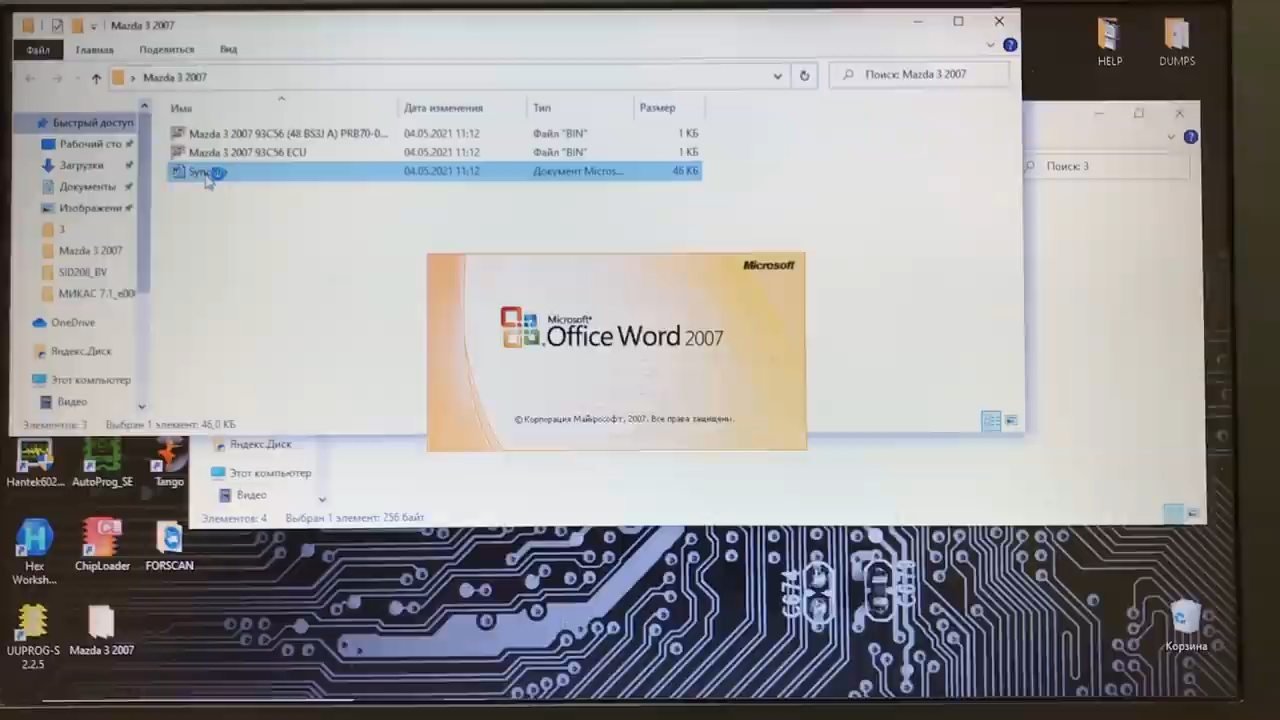 Mazda 3 2007
Файл Главная Поделиться Вид
Mazda 3 2007
Поиск: Mazda 3 2007
Имя Дата изменения Тип Размер
Mazda 3 2007 93C56 (48 BS3J A) PRB70-0... 04.05.2021 11:12 Файл "BIN" 1 КБ
Mazda 3 2007 93C56 ECU 04.05.2021 11:12 Файл "BIN" 1 КБ
04.05.2021 11:12 Документ Micros... 46 КБ
Быстрый доступ
Рабочий сто
Загрузки
Документы
Изображени
3
Mazda 3 2007
SID208_BV
МИКАС 7.1_e00
OneDrive
Яндекс.Диск
Этот компьютер
Видео
Элементов: 3 Выбран 1 элемент: 46,0 КБ
Microsoft
Microsoft
Office Word 2007
© Корпорация Майкрософт, 2007. Все права защищены.
Поиск: 3
Яндекс.Диск
Этот компьютер
Видео
Элементов: 4 Выбран 1 элемент: 256 байт
HELP
DUMPS
Hantek602... AutoProg_SE Tango
Hex Worksh... ChipLoader FORSCAN
UUPROG-S 2.2.5 Mazda 3 2007
C674
Корзина